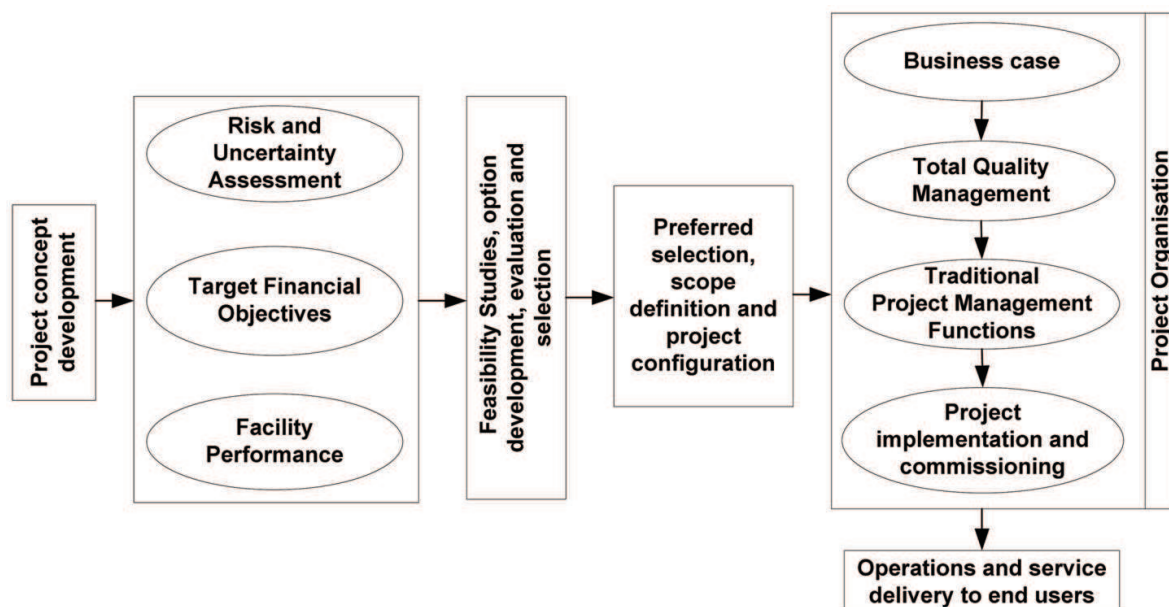 Project concept
development
Risk and
Uncertainty
Assessment
Target Financial
Objectives
Facility
Performance
Feasibility Studies, option
development, evaluation and
selection
Preferred
selection,
scope
definition and
project
configuration
Business case
Total Quality
Management
Traditional
Project Management
Functions
Project
implementation and
commissioning
Project Organisation
Operations and service
delivery to end users